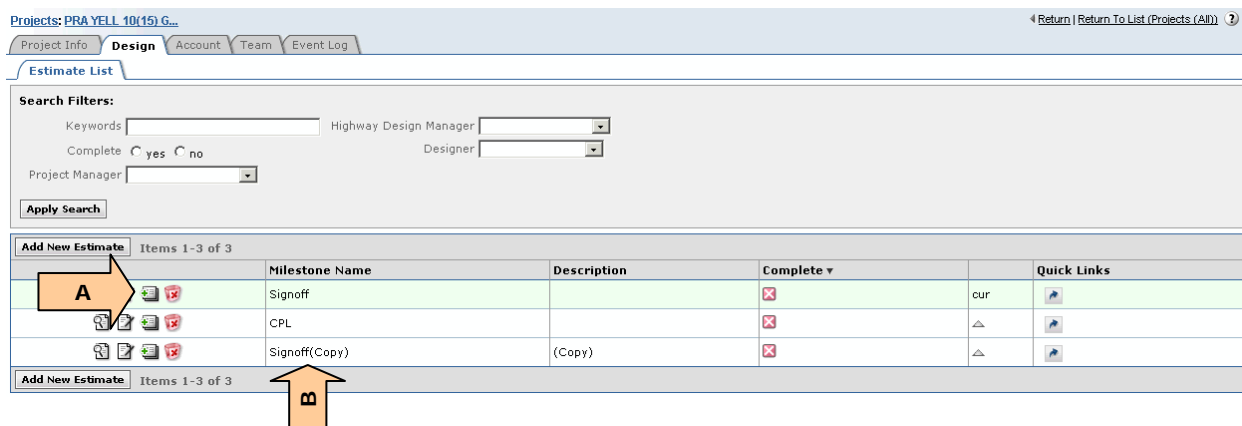 Projects: PRA YELL 10(15) G... Return | Return To List (Projects (All)) ?
Project Info Design Account Team Event Log
Estimate List
Search Filters:
Keywords Highway Design Manager
Complete yes no Designer
Project Manager
Apply Search
Add New Estimate Items 1-3 of 3
Milestone Name Description Complete Quick Links
A Signoff cur
CPL
Signoff(Copy) (Copy)
Add New Estimate Items 1-3 of 3
B